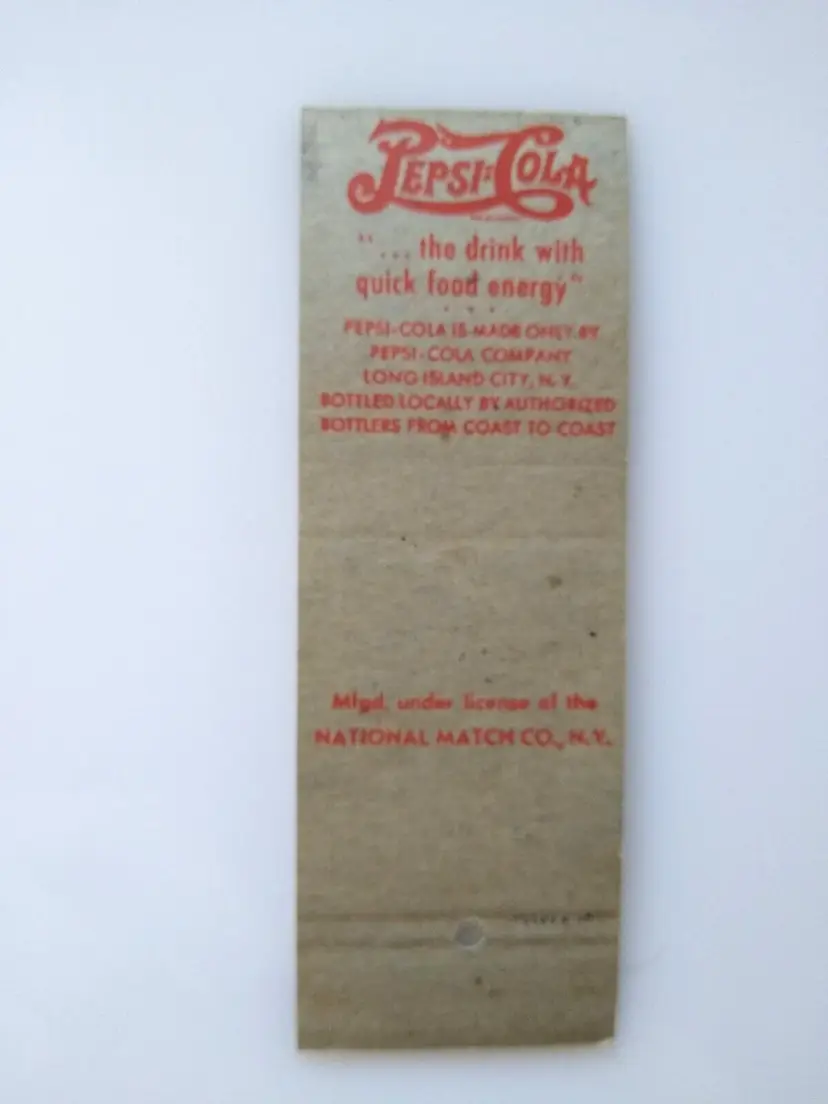 PEPSI-COLA
"... the drink with
quick food energy"
PEPSI-COLA IS MADE ONLY BY
PEPSI-COLA COMPANY
LONG ISLAND CITY, N.Y.
BOTTLED LOCALLY BY AUTHORIZED
BOTTLERS FROM COAST TO COAST
Mfgd. under license of the
NATIONAL MATCH CO., N.Y.